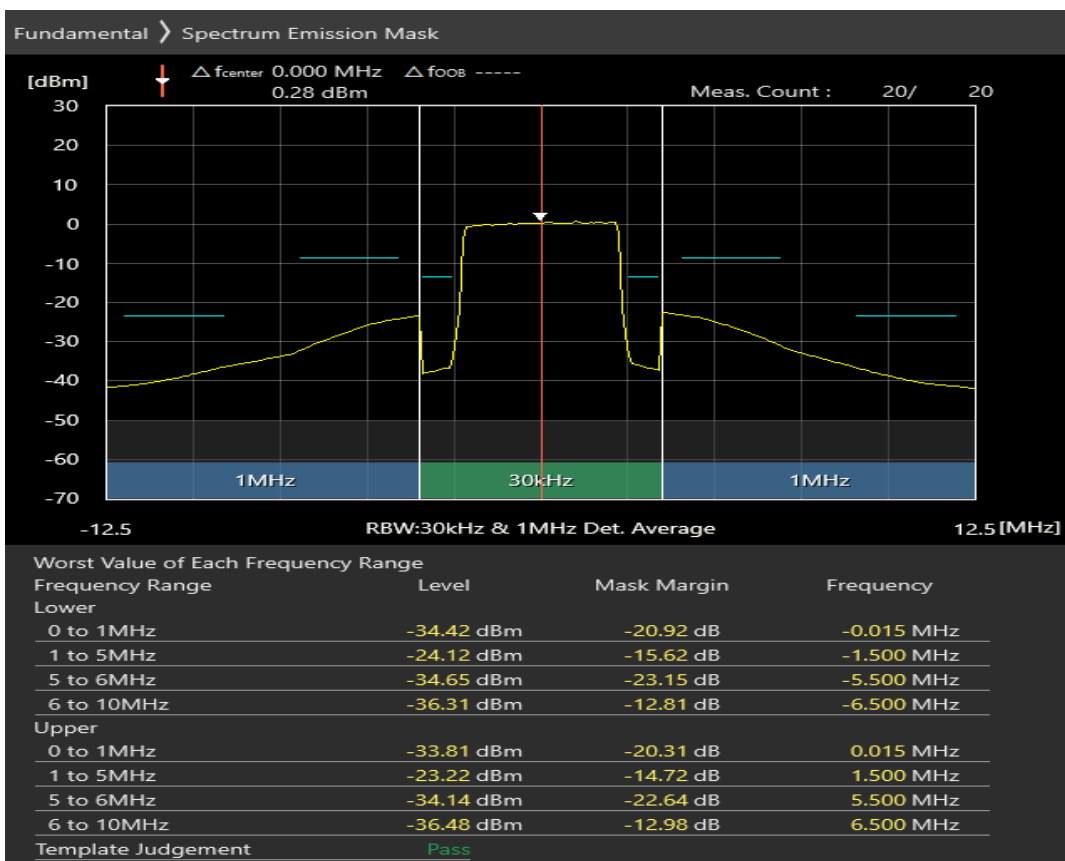 Fundamental ❯ Spectrum Emission Mask
[dBm] △ fcenter 0.000 MHz △ fOOB -----
0.28 dBm Meas. Count : 20/ 20
30
20
10
0
-10
-20
-30
-40
-50
-60
1MHz 30kHz 1MHz
-70
-12.5 RBW:30kHz & 1MHz Det. Average 12.5 [MHz]
Worst Value of Each Frequency Range
Frequency Range Level Mask Margin Frequency
Lower
0 to 1MHz -34.42 dBm -20.92 dB -0.015 MHz
1 to 5MHz -24.12 dBm -15.62 dB -1.500 MHz
5 to 6MHz -34.65 dBm -23.15 dB -5.500 MHz
6 to 10MHz -36.31 dBm -12.81 dB -6.500 MHz
Upper
0 to 1MHz -33.81 dBm -20.31 dB 0.015 MHz
1 to 5MHz -23.22 dBm -14.72 dB 1.500 MHz
5 to 6MHz -34.14 dBm -22.64 dB 5.500 MHz
6 to 10MHz -36.48 dBm -12.98 dB 6.500 MHz
Template Judgement Pass